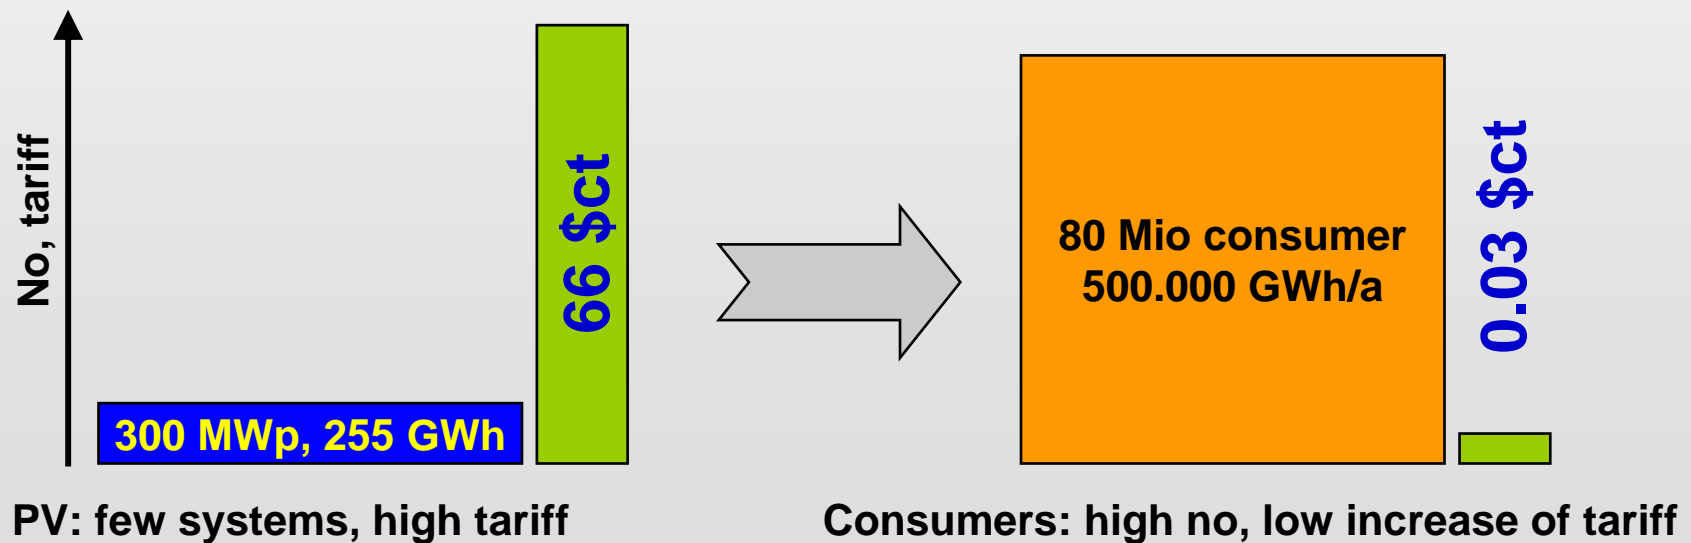 No, tariff
300 MWp, 255 GWh
66 $ct
PV: few systems, high tariff
80 Mio consumer
500.000 GWh/a
0.03 $ct
Consumers: high no, low increase of tariff